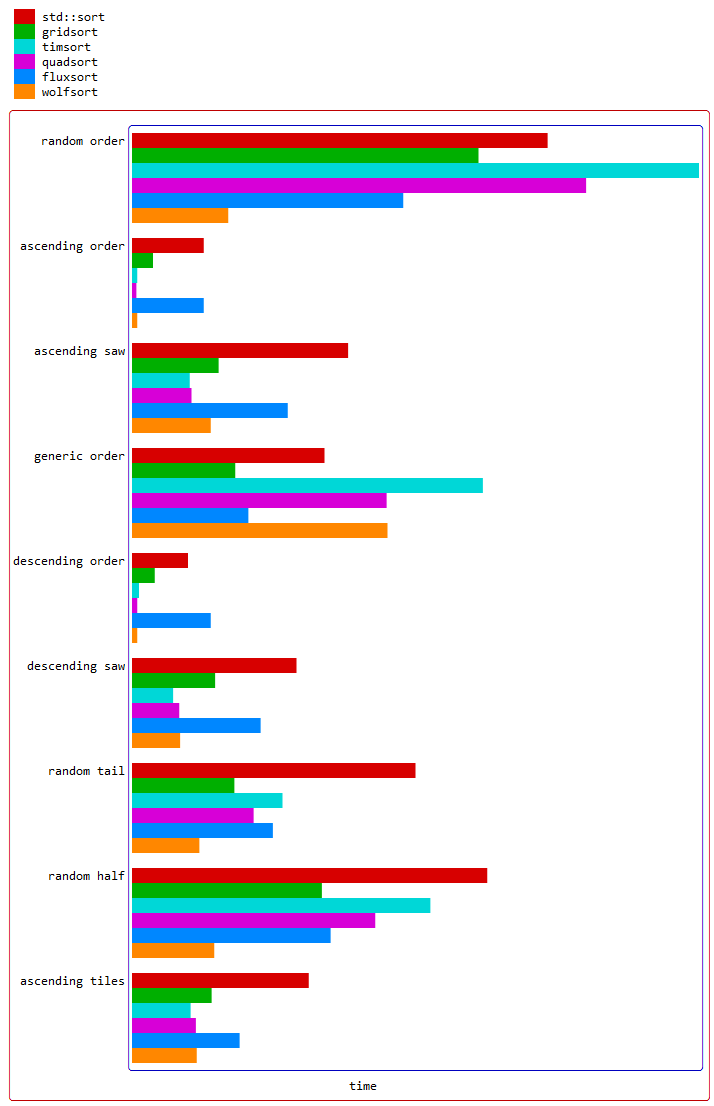 std::sort
gridsort
timsort
quadsort
fluxsort
wolfsort
random order
ascending order
ascending saw
generic order
descending order
descending saw
random tail
random half
ascending tiles
time